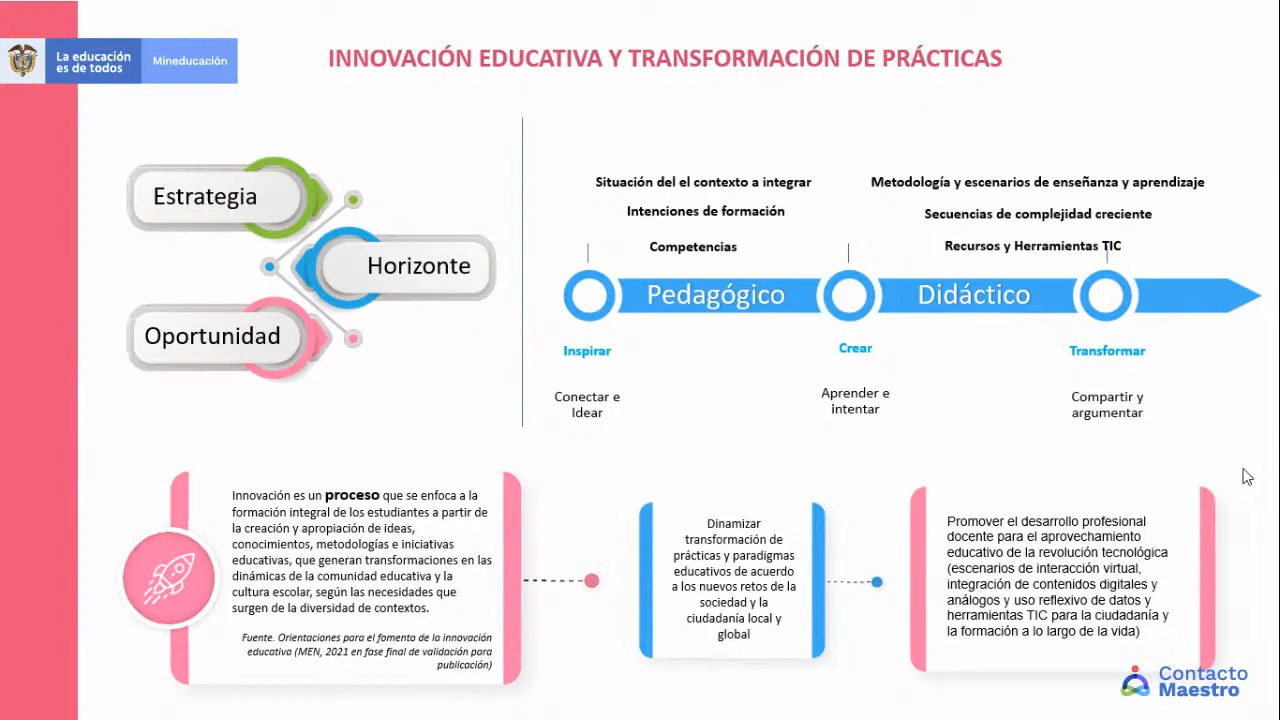 La educación
es de todos
Mineducación
INNOVACIÓN EDUCATIVA Y TRANSFORMACIÓN DE PRÁCTICAS
Estrategia
Horizonte
Oportunidad
Situación del el contexto a integrar
Intenciones de formación
Competencias
Metodología y escenarios de enseñanza y aprendizaje
Secuencias de complejidad creciente
Recursos y Herramientas TIC
Pedagógico
Didáctico
Inspirar
Crear
Transformar
Conectar e
Idear
Aprender e
intentar
Compartir y
argumentar
Innovación es un proceso que se enfoca a la
formación integral de los estudiantes a partir de
la creación y apropiación de ideas,
conocimientos, metodologías e iniciativas
educativas, que generan transformaciones en las
dinámicas de la comunidad educativa y la
cultura escolar, según las necesidades que
surgen de la diversidad de contextos.
Fuente. Orientaciones para el fomento de la innovación
educativa (MEN, 2021 en fase final de validación para
publicación)
Dinamizar
transformación de
prácticas y paradigmas
educativos de acuerdo
a los nuevos retos de la
sociedad y la
ciudadanía local y
global
Promover el desarrollo profesional
docente para el aprovechamiento
educativo de la revolución tecnológica
(escenarios de interacción virtual,
integración de contenidos digitales y
análogos y uso reflexivo de datos y
herramientas TIC para la ciudadanía y
la formación a lo largo de la vida)
Contacto
Maestro